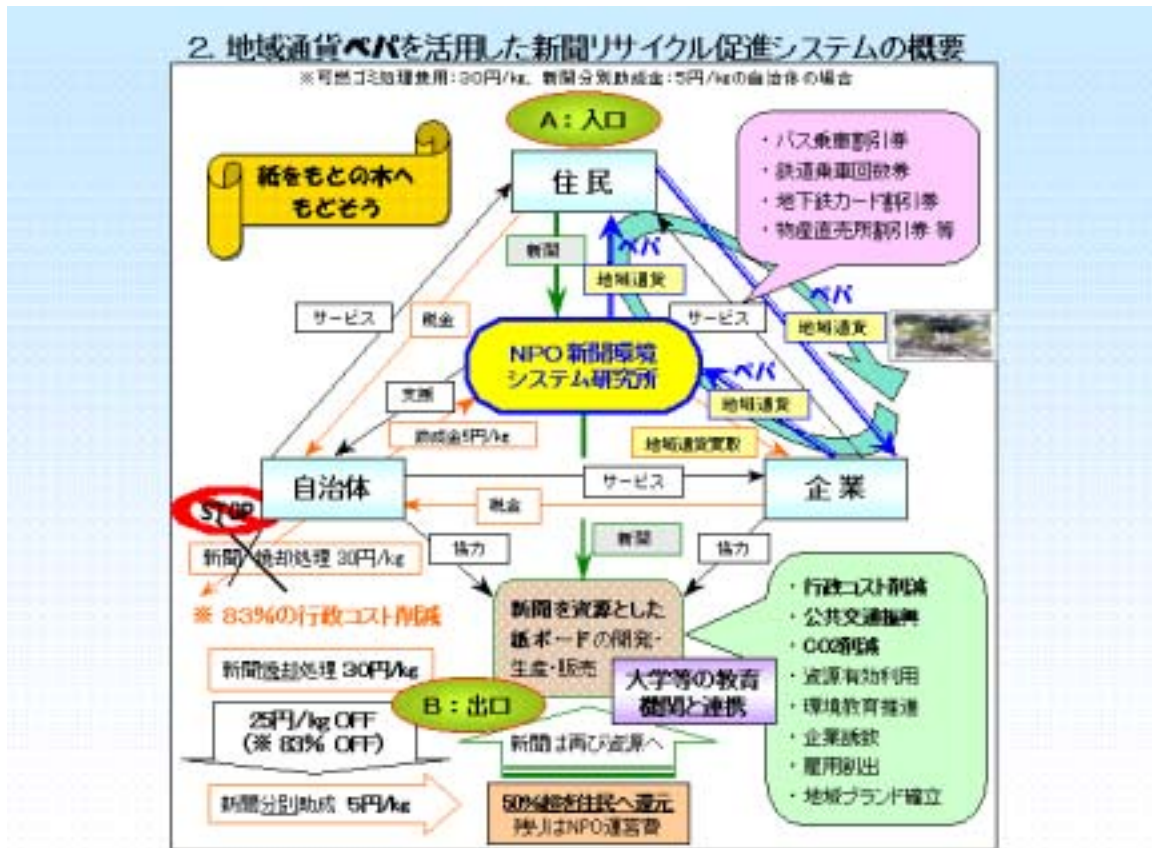 2. 地域通貨ペパを活用した新聞リサイクル促進システムの概要
※可燃ゴミ処理費用:30円/kg、新聞分別助成金:5円/kgの自治体の場合
A:入口
紙をもとの木へ
もどそう
住民
・バス乗車割引券
・鉄道乗車回数券
・地下鉄カード割引券
・物産直売所割引券 等
新聞
ペパ
地域通貨
サービス
税金
サービス
ペパ
地域通貨
NPO 新聞環境
システム研究所
ペパ
地域通貨
支援
助成金5円/kg
地域通貨買取
自治体
サービス
企業
STOP
税金
新聞
新聞 焼却処理 30円/kg
協力
協力
※ 83%の行政コスト削減
新聞を資源とした
紙ボードの開発・
生産・販売
・行政コスト削減
・公共交通振興
・CO2削減
・資源有効利用
・環境教育推進
・企業誘致
・雇用創出
・地域ブランド確立
新聞焼却処理 30円/kg
大学等の教育
機関と連携
B:出口
25円/kg OFF
(※ 83% OFF)
新聞は再び資源へ
新聞分別助成 5円/kg
50%超を住民へ還元
残りはNPO運営費